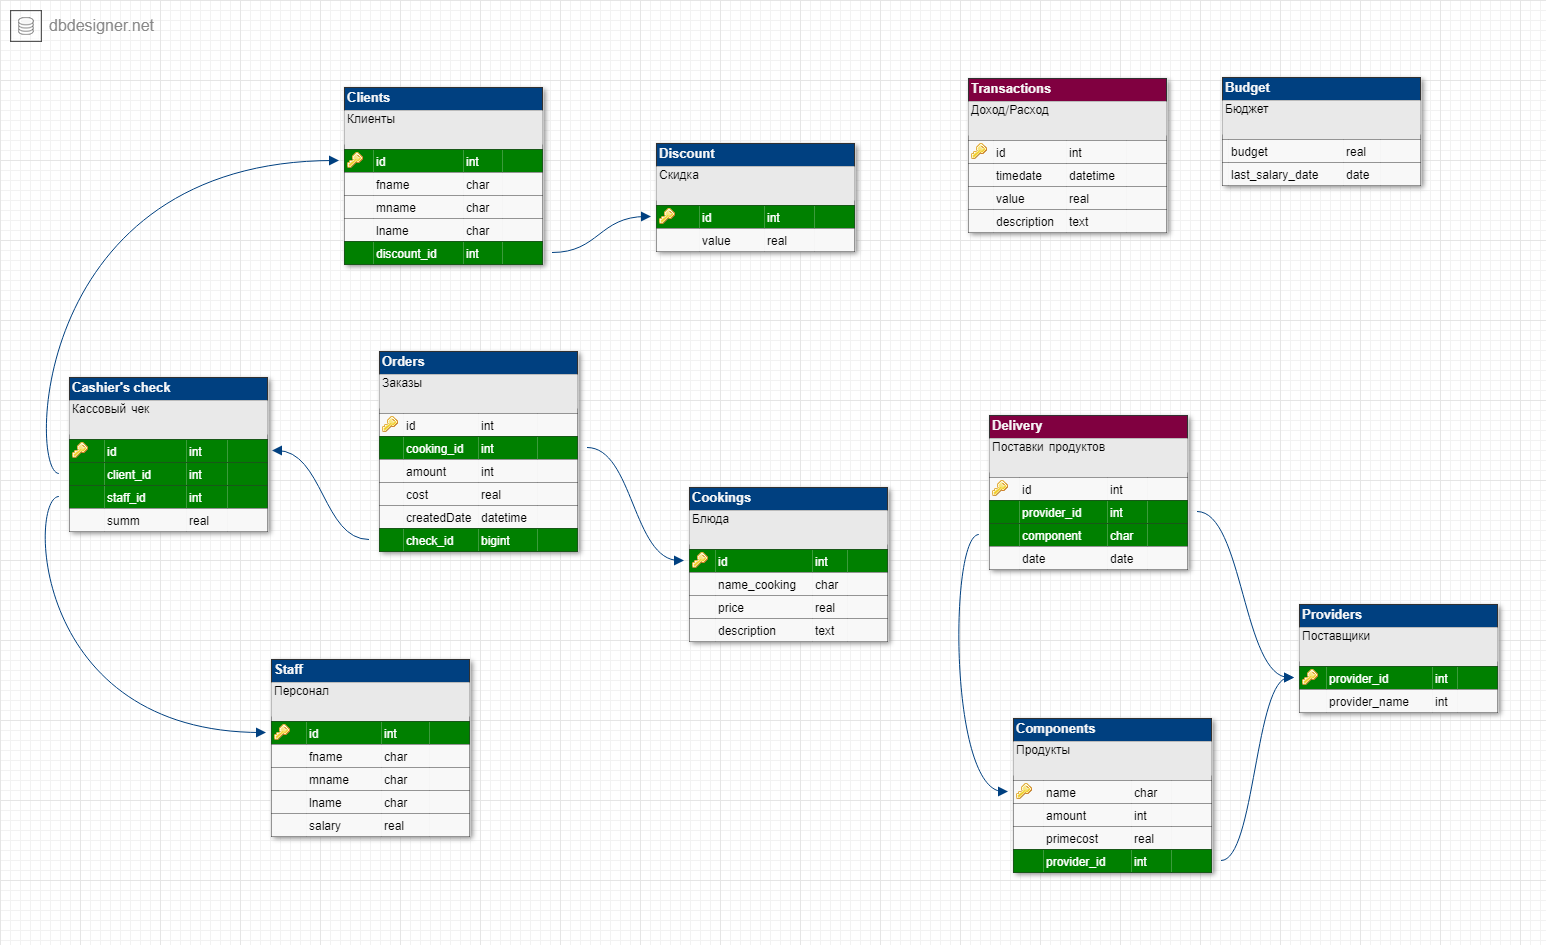 dbdesigner.net
Clients
Клиенты
id int
fname char
mname char
lname char
discount_id int
Discount
Скидка
id int
value real
Transactions
Доход/Расход
id int
timedate datetime
value real
description text
Budget
Бюджет
budget real
last_salary_date date
Cashier's check
Кассовый чек
id int
client_id int
staff_id int
summ real
Orders
Заказы
id int
cooking_id int
amount int
cost real
createdDate datetime
check_id bigint
Cookings
Блюда
id int
name_cooking char
price real
description text
Delivery
Поставки продуктов
id int
provider_id int
component char
date date
Providers
Поставщики
provider_id int
provider_name int
Staff
Персонал
id int
fname char
mname char
lname char
salary real
Components
Продукты
name char
amount int
primecost real
provider_id int